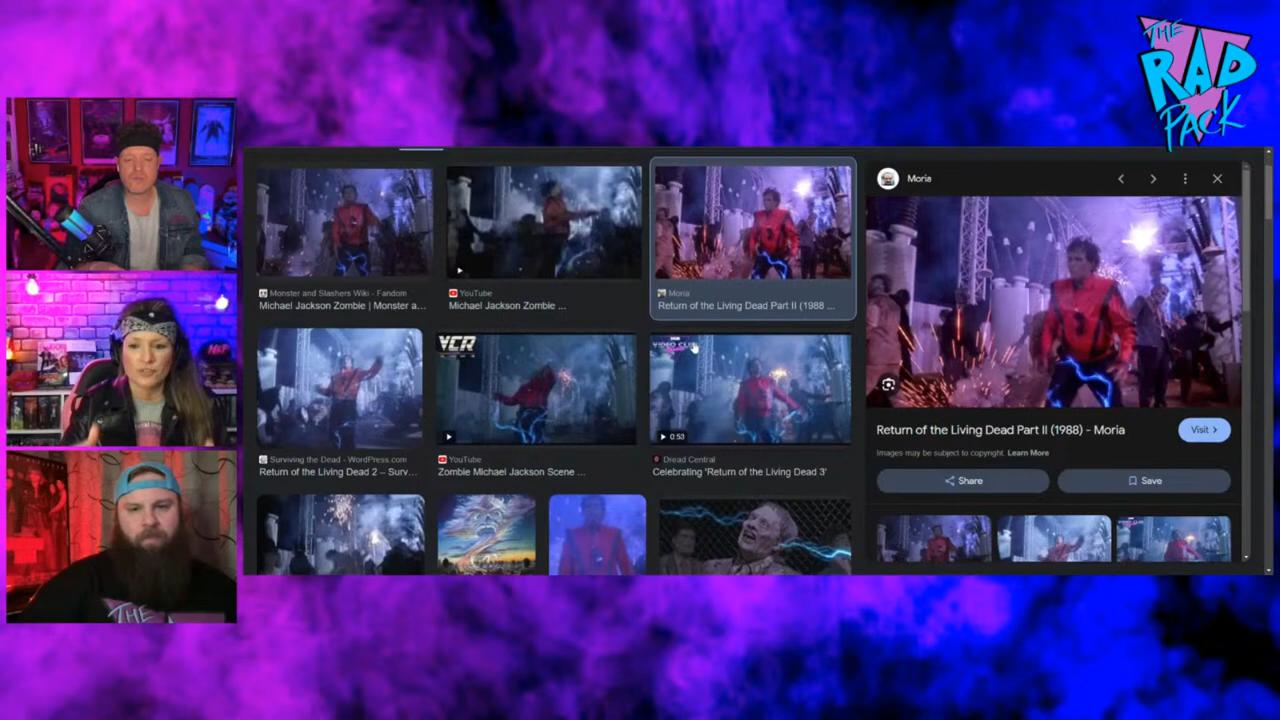 THE
RAD
PACK
Moria
Monster and Slashers Wiki - Fandom
Michael Jackson Zombie | Monster a...
YouTube
Michael Jackson Zombie ...
Moria
Return of the Living Dead Part II (1988 ...
VCR
VIDEO CLIP
0:53
Surviving the Dead - WordPress.com
Return of the Living Dead 2 – Surv...
YouTube
Zombie Michael Jackson Scene ...
Dread Central
Celebrating 'Return of the Living Dead 3'
Return of the Living Dead Part II (1988) - Moria
Visit
Images may be subject to copyright. Learn More
Share
Save
THE